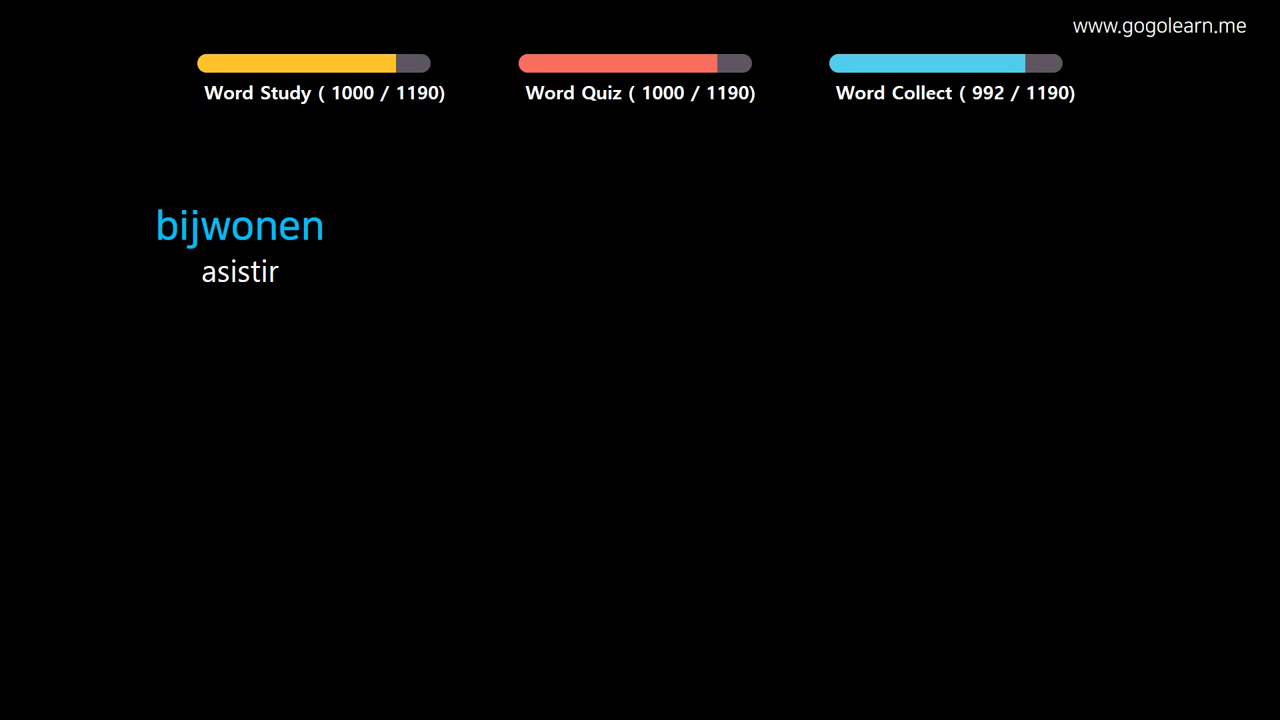 www.gogolearn.me
Word Study ( 1000 / 1190)
Word Quiz ( 1000 / 1190)
Word Collect ( 992 / 1190)
bijwonen
asistir